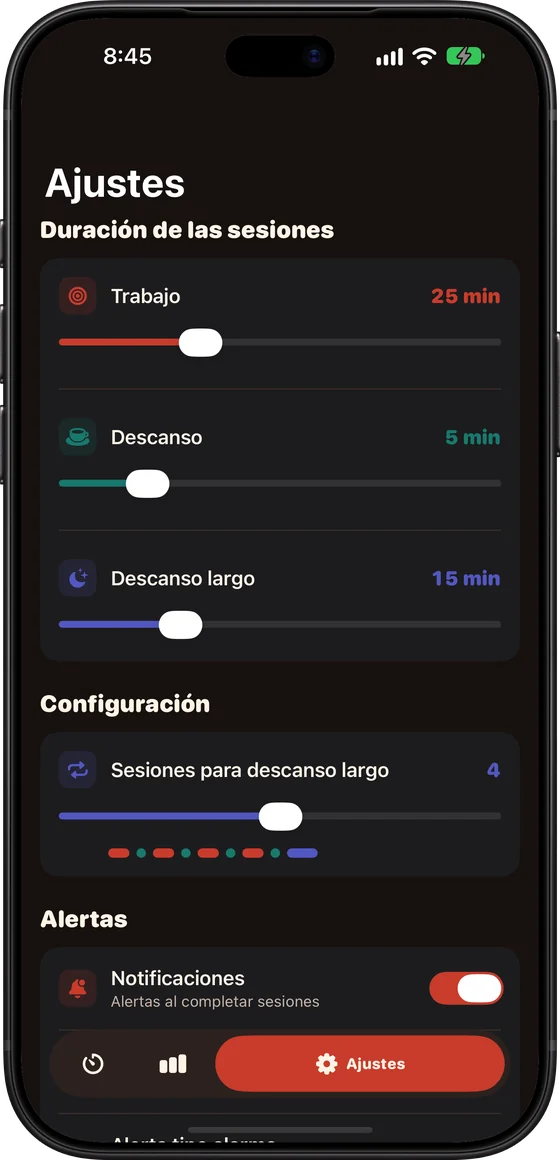 8:45
Ajustes
Duración de las sesiones
Trabajo 25 min
Descanso 5 min
Descanso largo 15 min
Configuración
Sesiones para descanso largo 4
Alertas
Notificaciones
Alertas al completar sesiones
Ajustes